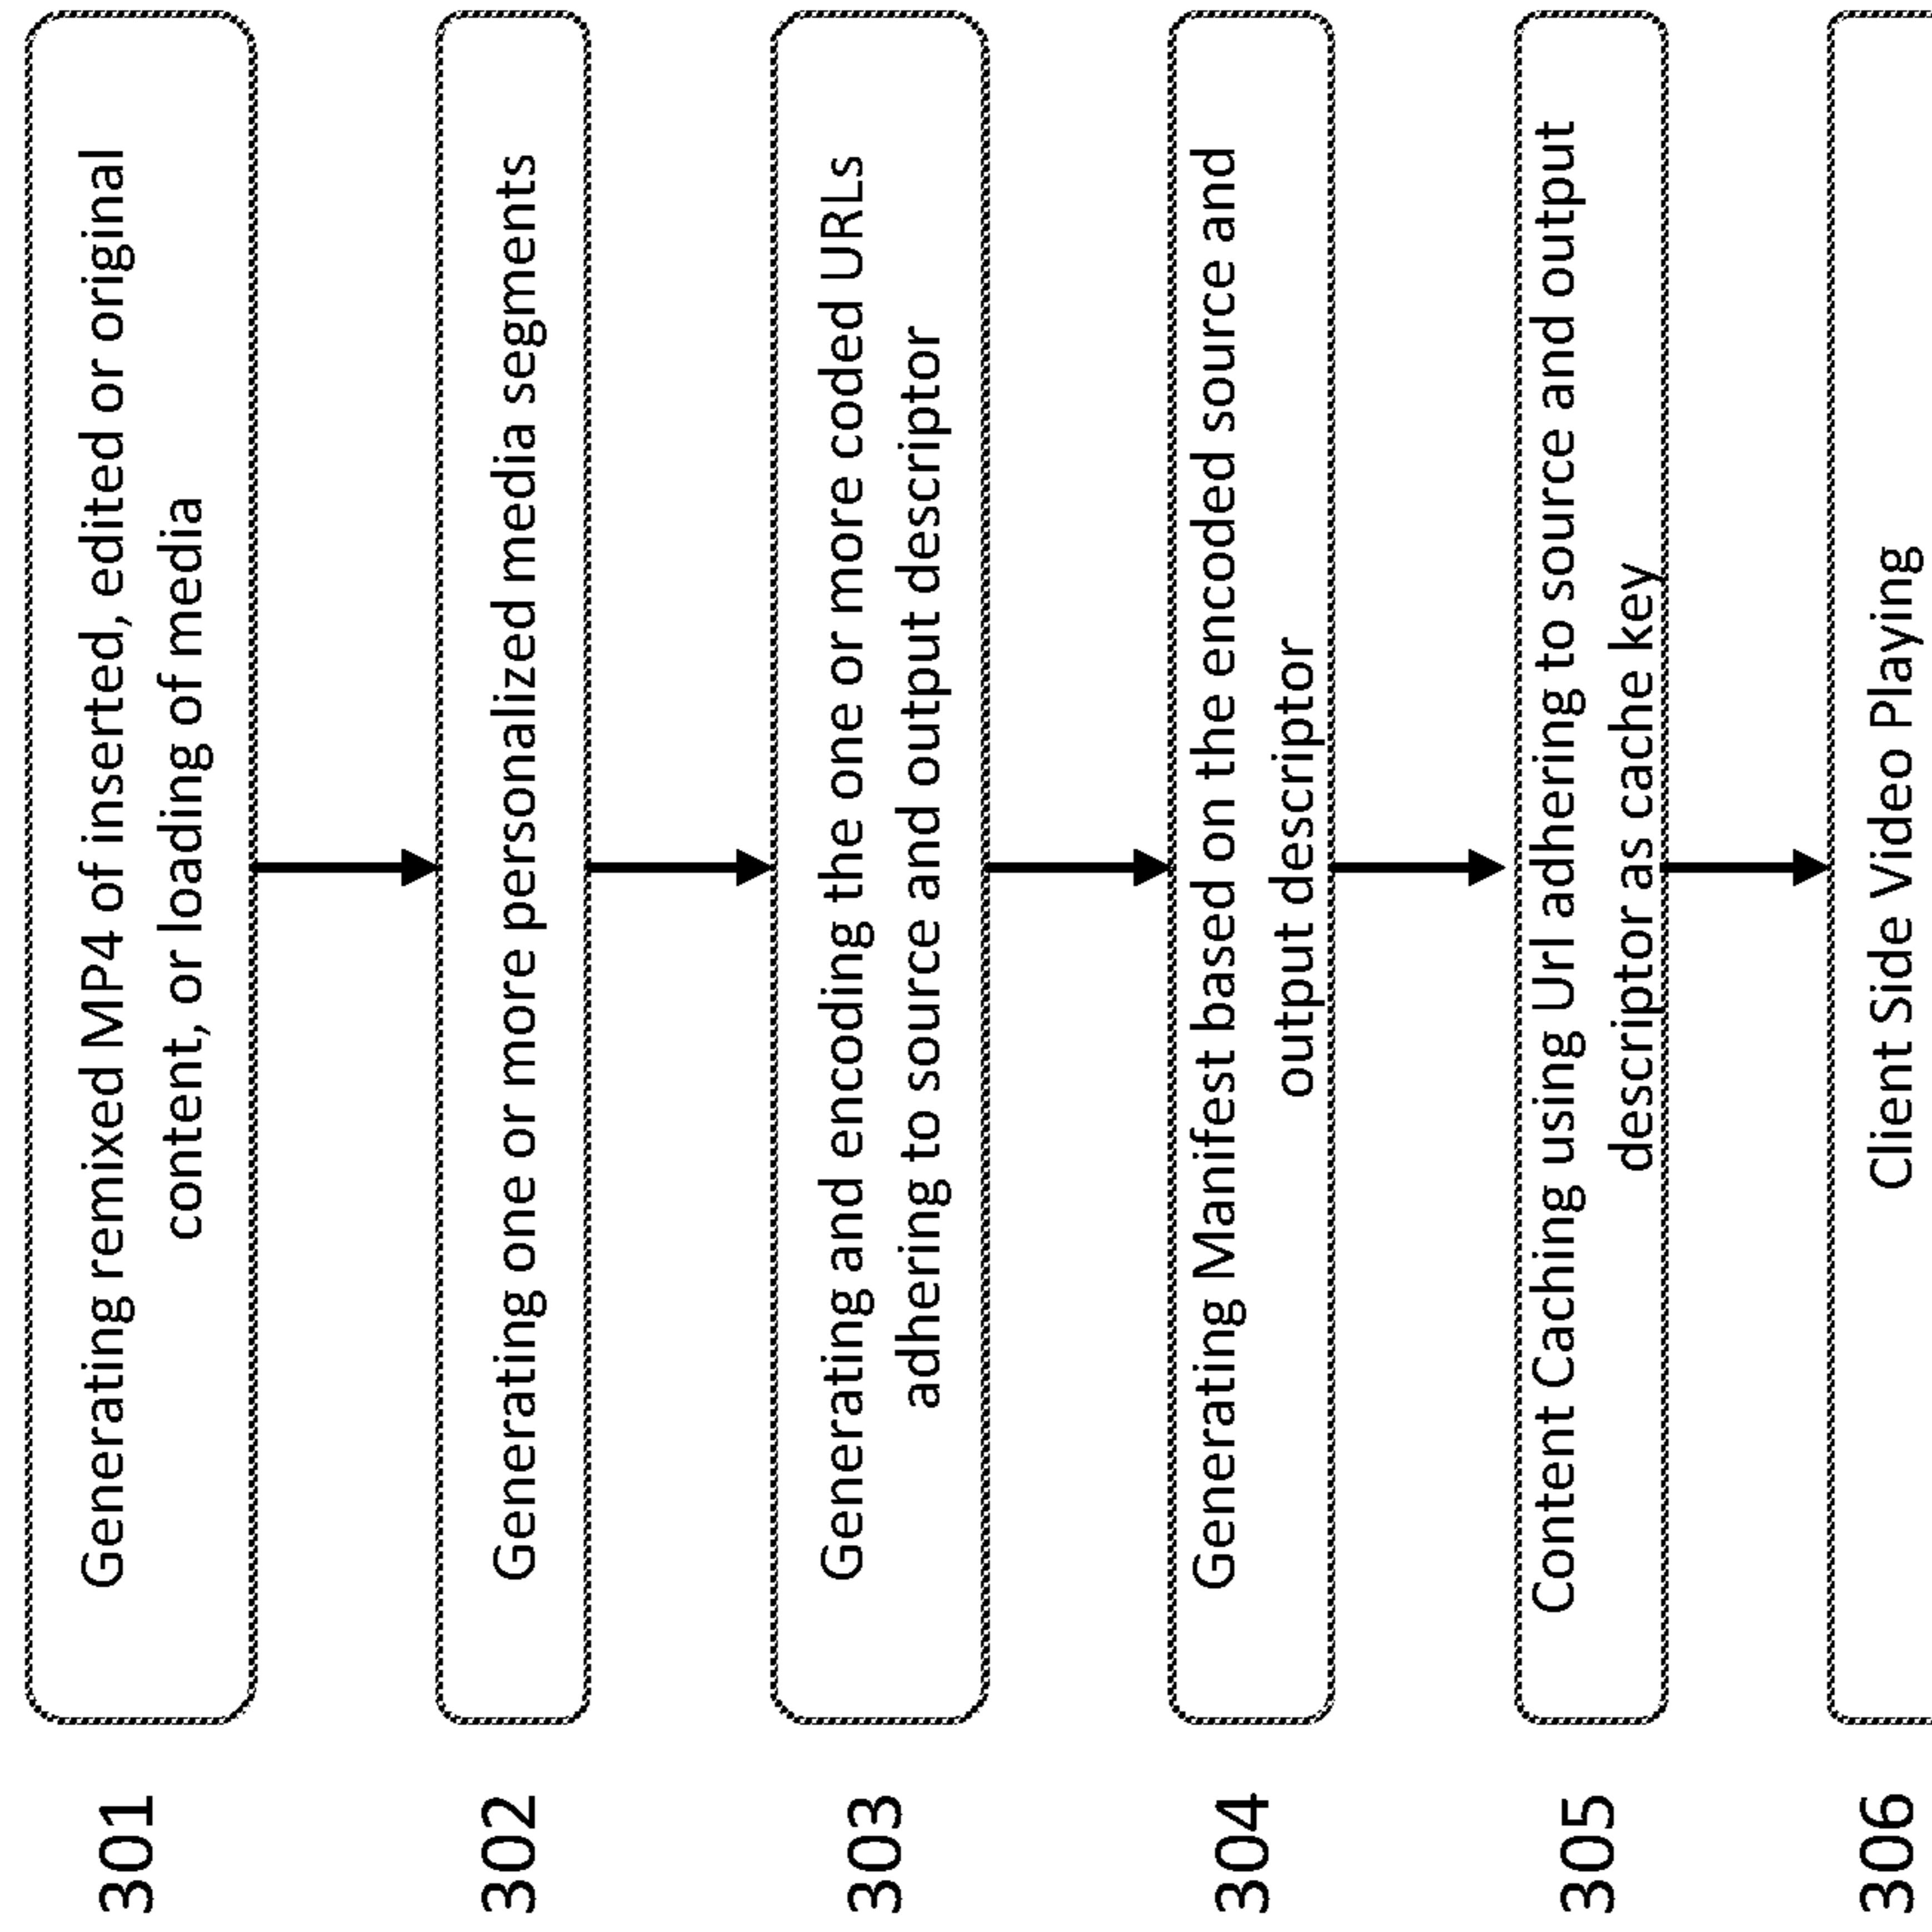 301
Generating remixed MP4 of inserted, edited or original
content, or loading of media
302
Generating one or more personalized media segments
303
Generating and encoding the one or more coded URLs
adhering to source and output descriptor
304
Generating Manifest based on the encoded source and
output descriptor
305
Content Caching using Url adhering to source and output
descriptor as cache key
306
Client Side Video Playing